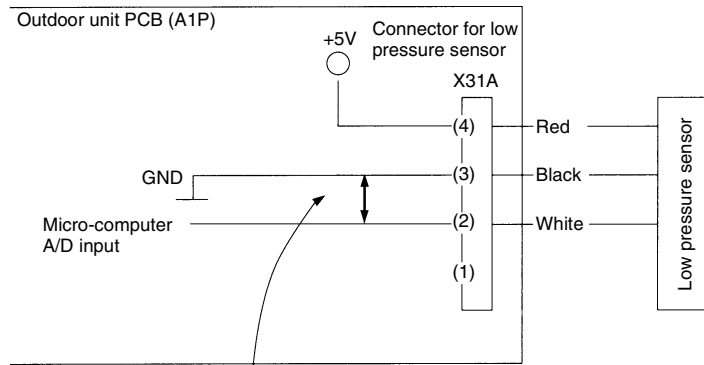 Outdoor unit PCB (A1P)
+5V
Connector for low
pressure sensor
X31A
(4)
Red
GND
(3)
Black
Micro-computer
A/D input
(2)
White
(1)
Low pressure sensor